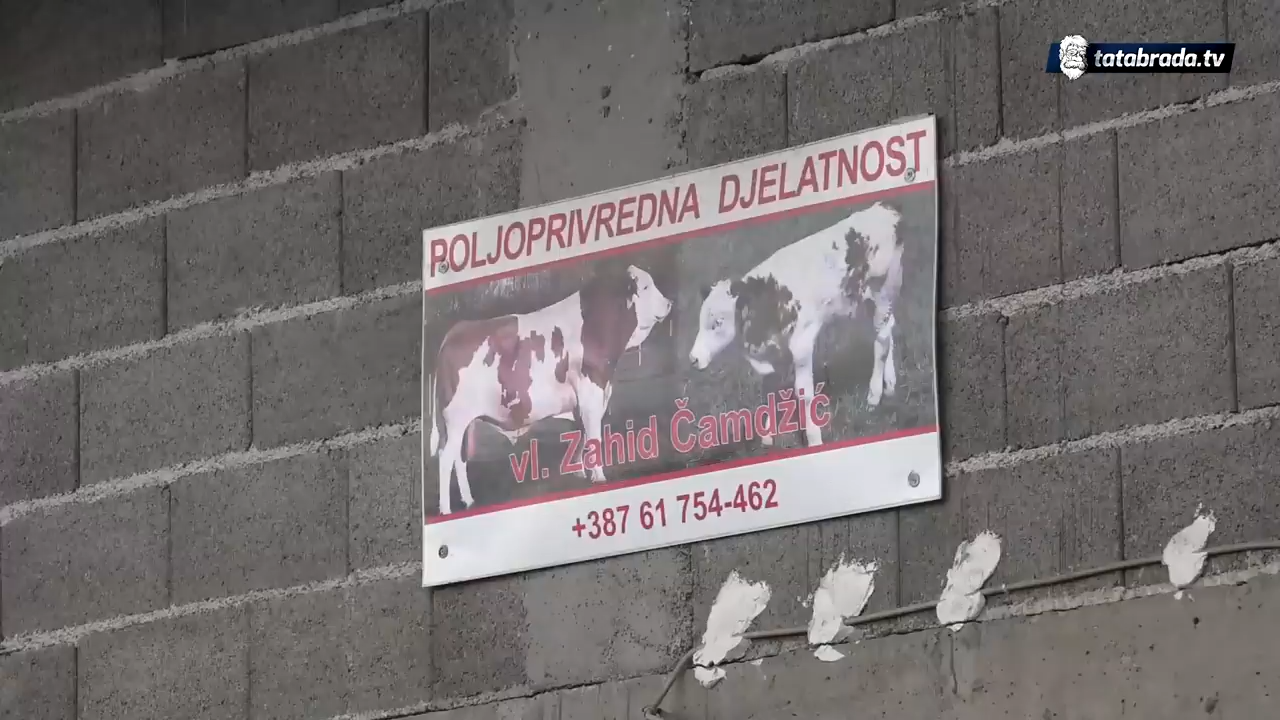 tatabrada.tv
POLJOPRIVREDNA DJELATNOST
vl. Zahid Čamdžić
+387 61 754-462